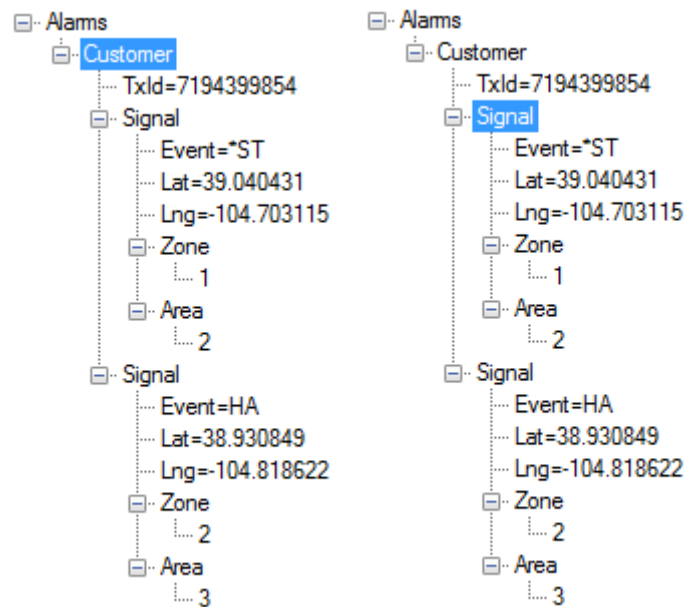 Alarms
Customer
TxId=7194399854
Signal
Event=*ST
Lat=39.040431
Lng=-104.703115
Zone
1
Area
2
Signal
Event=HA
Lat=38.930849
Lng=-104.818622
Zone
2
Area
3
Alarms
Customer
TxId=7194399854
Signal
Event=*ST
Lat=39.040431
Lng=-104.703115
Zone
1
Area
2
Signal
Event=HA
Lat=38.930849
Lng=-104.818622
Zone
2
Area
3